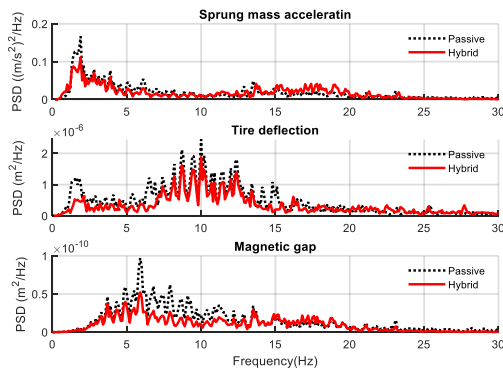 Sprung mass acceleratin
PSD ((m/s²)²/Hz)
0.2
0.1
0
Passive
Hybrid
0 5 10 15 20 25 30
×10⁻⁶
Tire deflection
PSD (m²/Hz)
2
1
0
Passive
Hybrid
0 5 10 15 20 25 30
×10⁻¹⁰
Magnetic gap
PSD (m²/Hz)
1
0.5
0
Passive
Hybrid
0 5 10 15 20 25 30
Frequency(Hz)